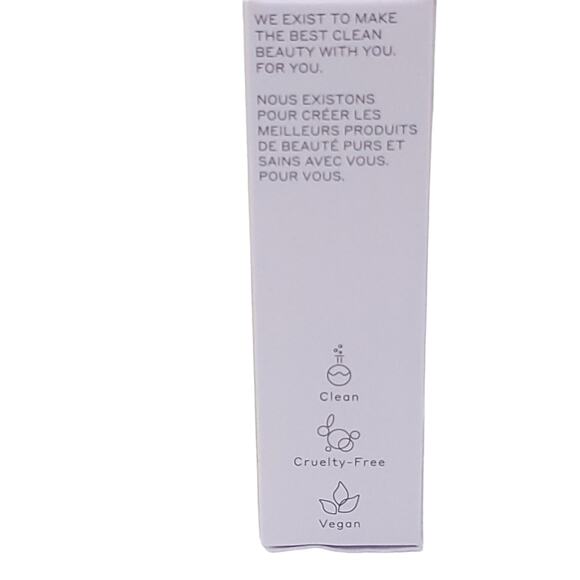 WE EXIST TO MAKE
THE BEST CLEAN
BEAUTY WITH YOU.
FOR YOU.
NOUS EXISTONS
POUR CRÉER LES
MEILLEURS PRODUITS
DE BEAUTÉ PURS ET
SAINS AVEC VOUS.
POUR VOUS.
Clean
Cruelty-Free
Vegan